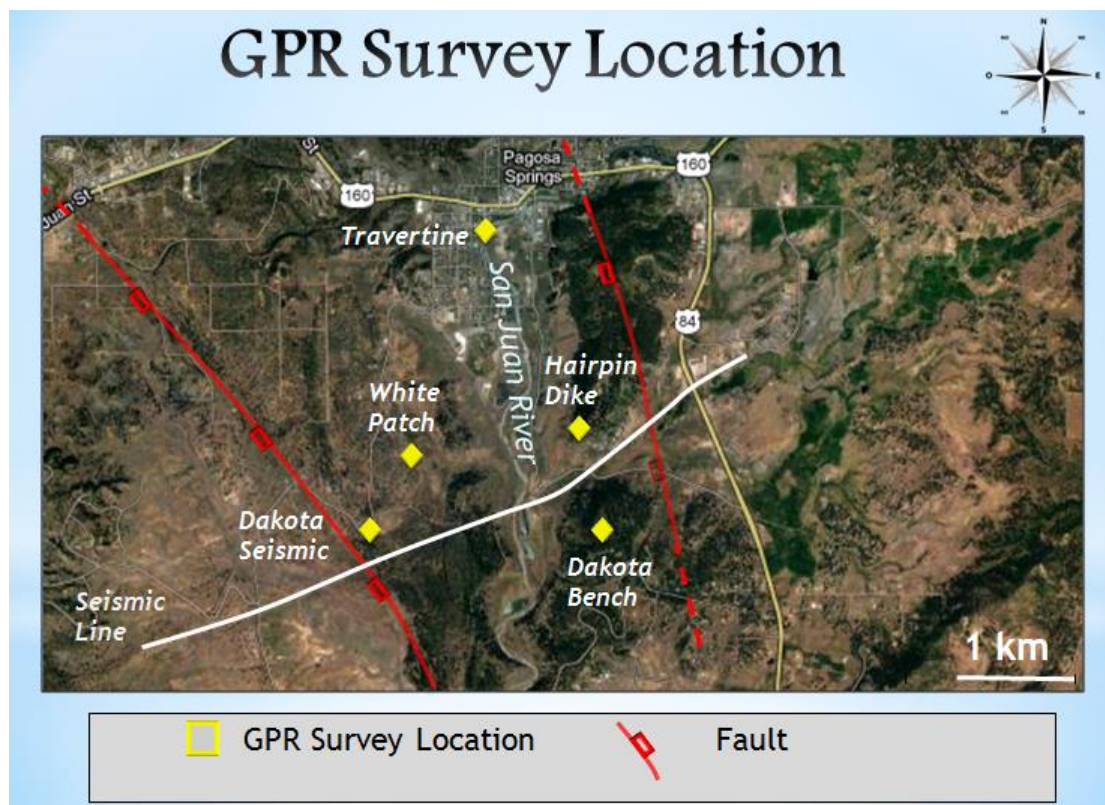 GPR Survey Location
N
O
E
S
St
160
Pagosa
Springs
160
Juan St
Travertine
San Juan River
84
Hairpin
Dike
White
Patch
Dakota
Seismic
Dakota
Bench
Seismic
Line
1 km
GPR Survey Location
Fault